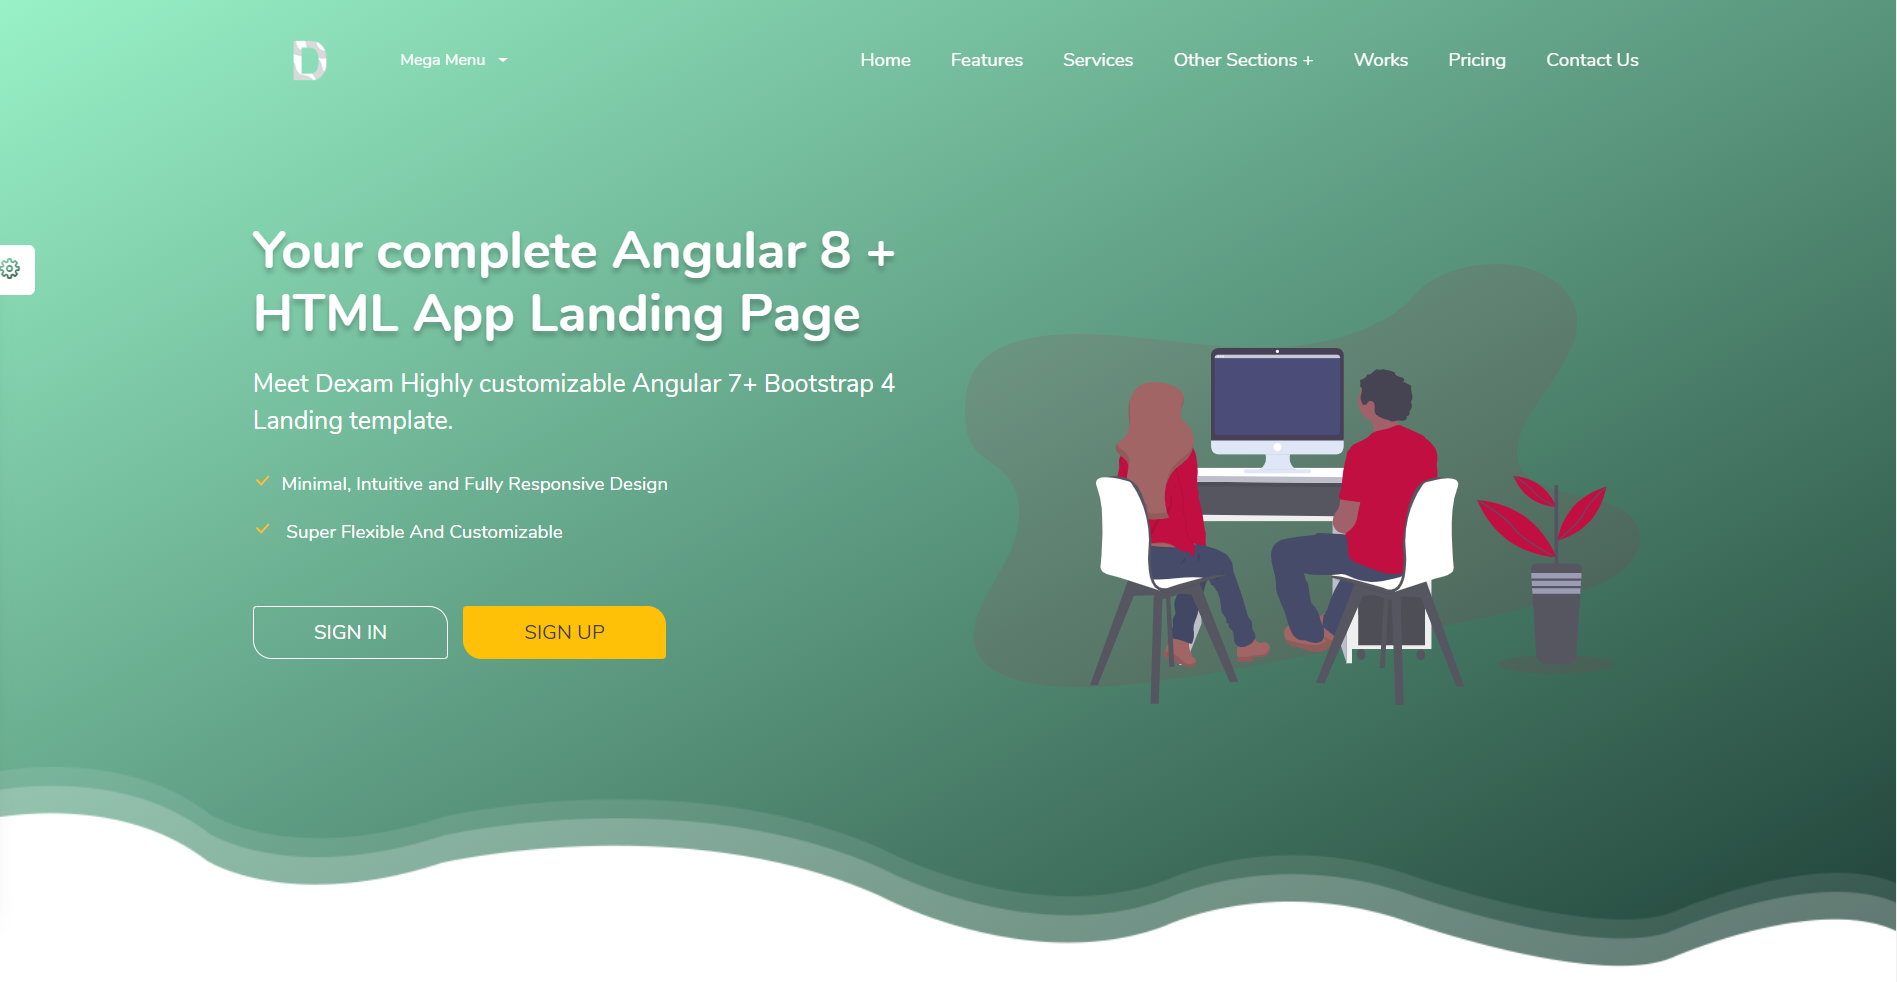 D
Mega Menu
Home
Features
Services
Other Sections +
Works
Pricing
Contact Us
Your complete Angular 8 +
HTML App Landing Page
Meet Dexam Highly customizable Angular 7+ Bootstrap 4
Landing template.
Minimal, Intuitive and Fully Responsive Design
Super Flexible And Customizable
SIGN IN
SIGN UP